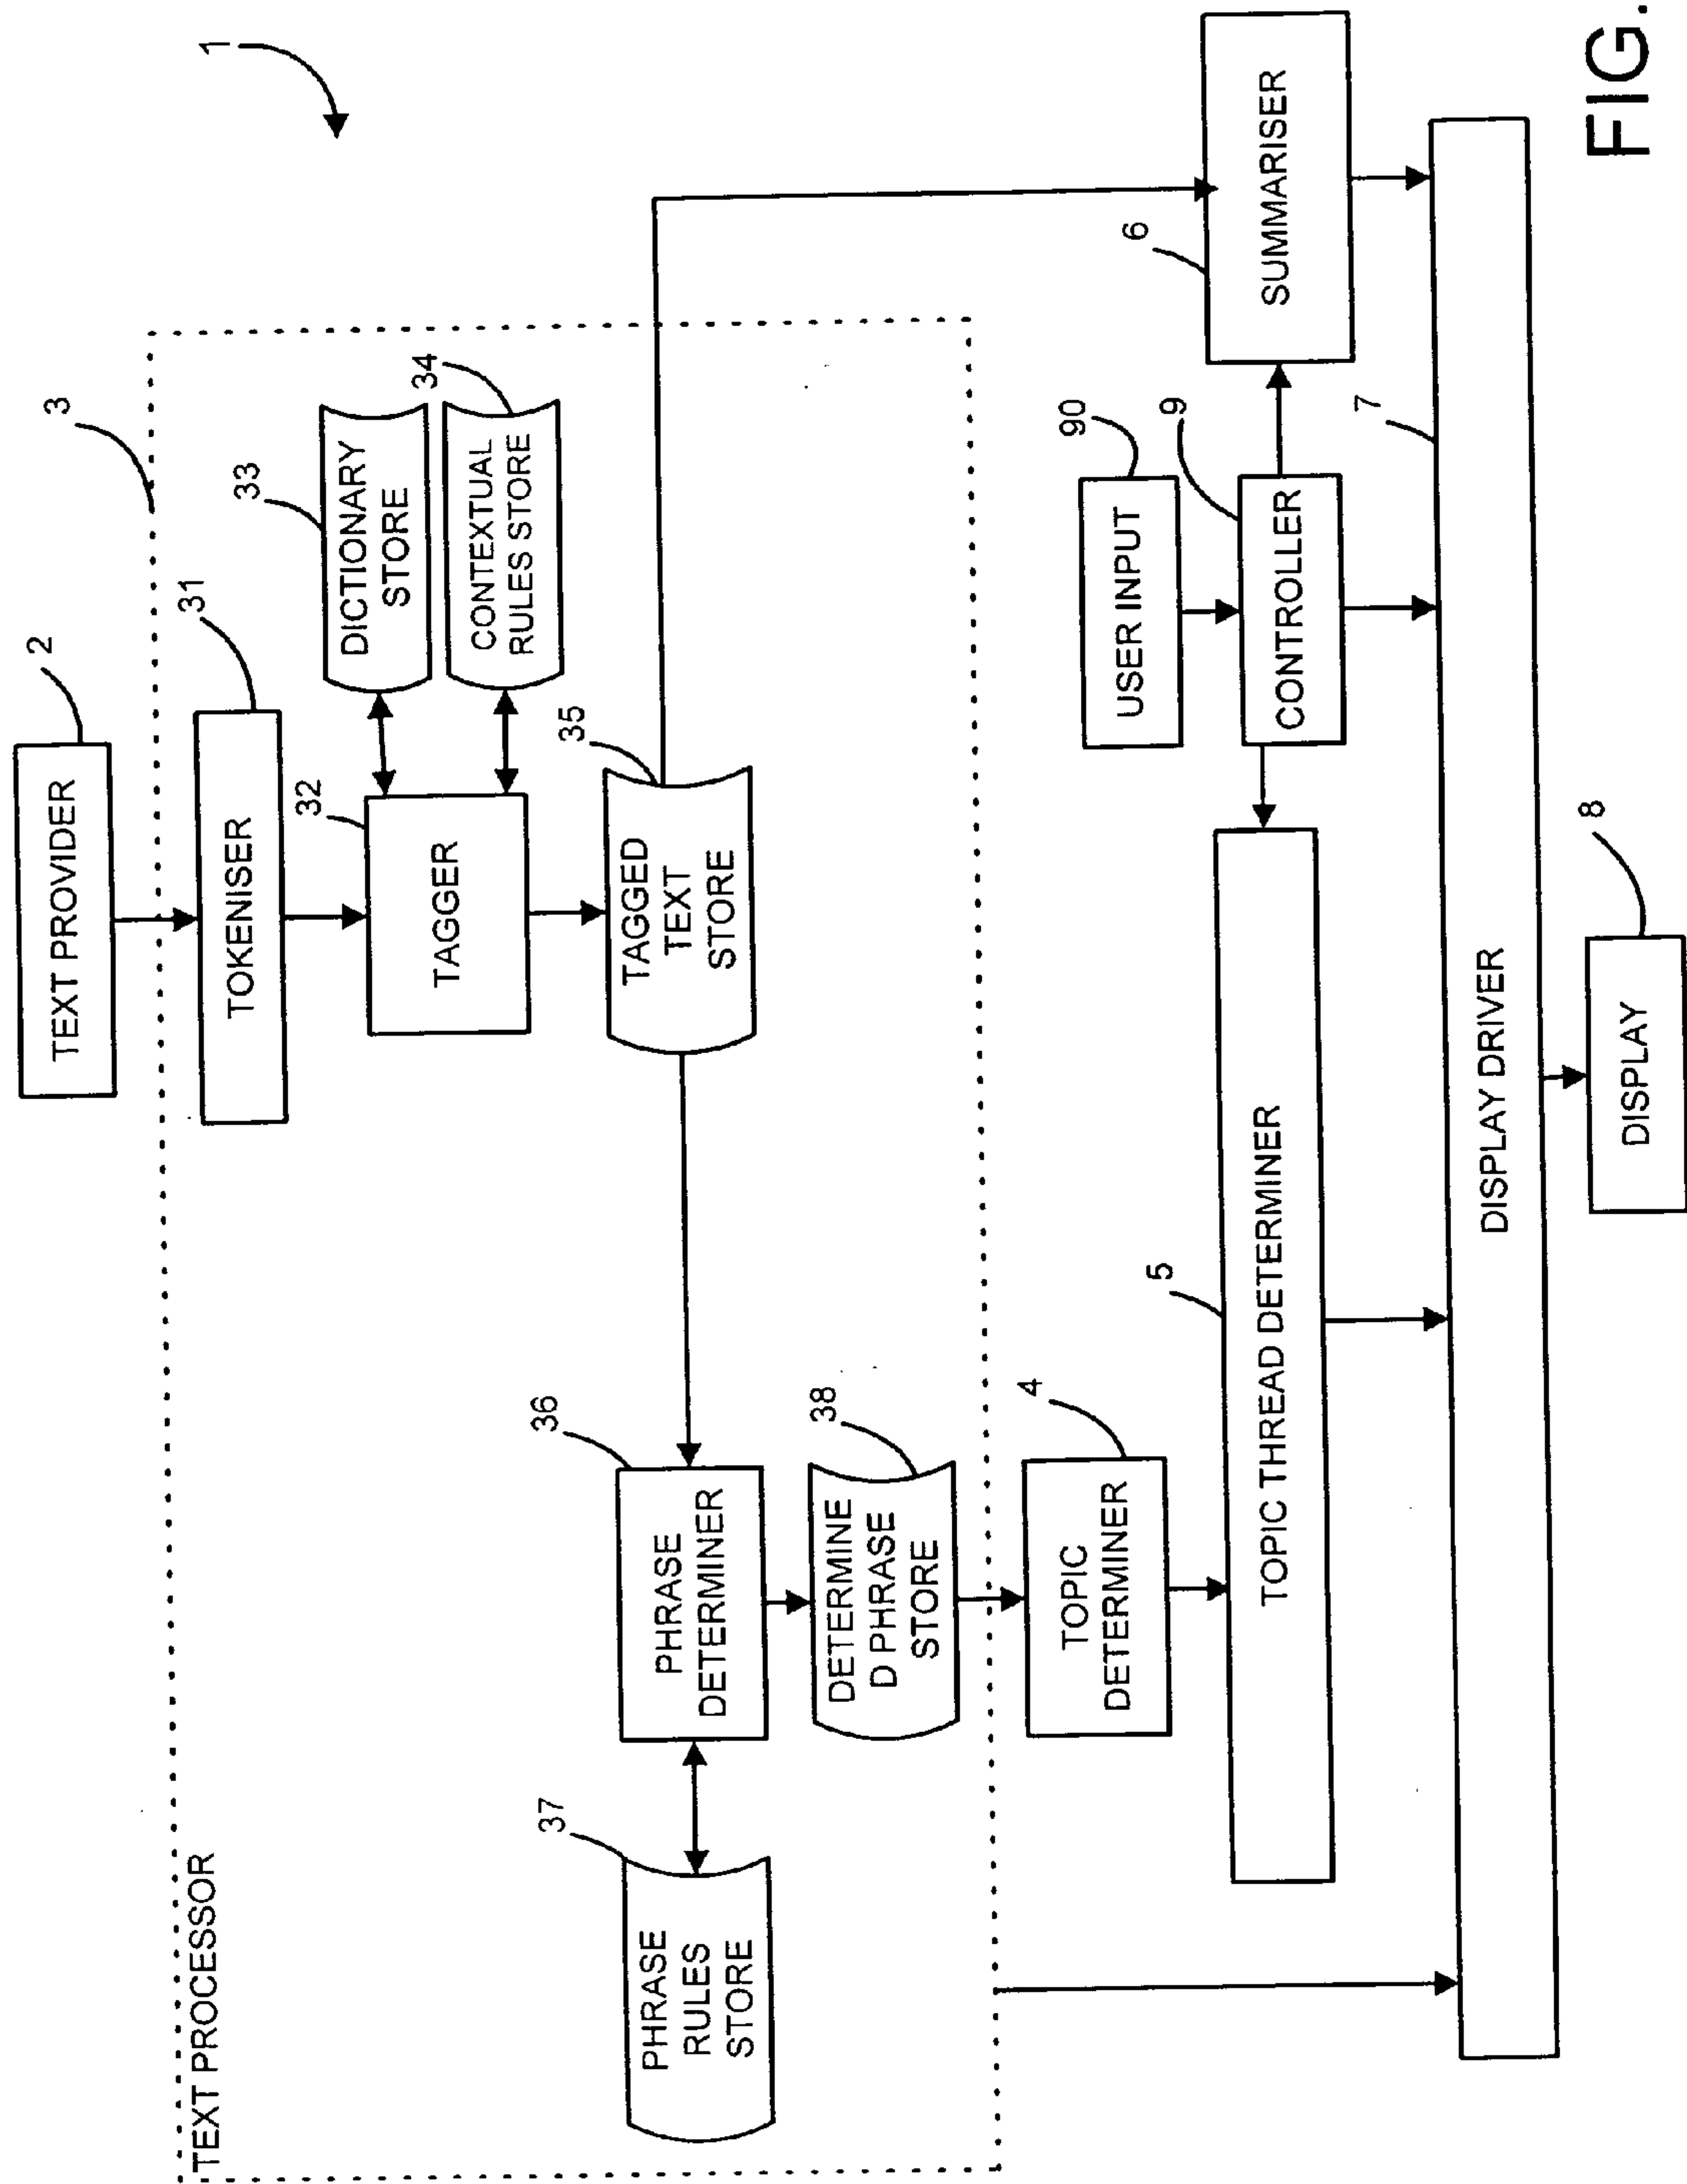 1
TEXT PROVIDER
2
3
TEXT PROCESSOR
TOKENISER
31
TAGGER
32
DICTIONARY
STORE
33
CONTEXTUAL
RULES STORE
34
TAGGED
TEXT
STORE
35
PHRASE
RULES
STORE
37
PHRASE
DETERMINER
36
DETERMINE
D PHRASE
STORE
38
TOPIC
DETERMINER
4
USER INPUT
90
CONTROLLER
9
SUMMARISER
6
TOPIC THREAD DETERMINER
5
DISPLAY DRIVER
7
DISPLAY
8
FIG.